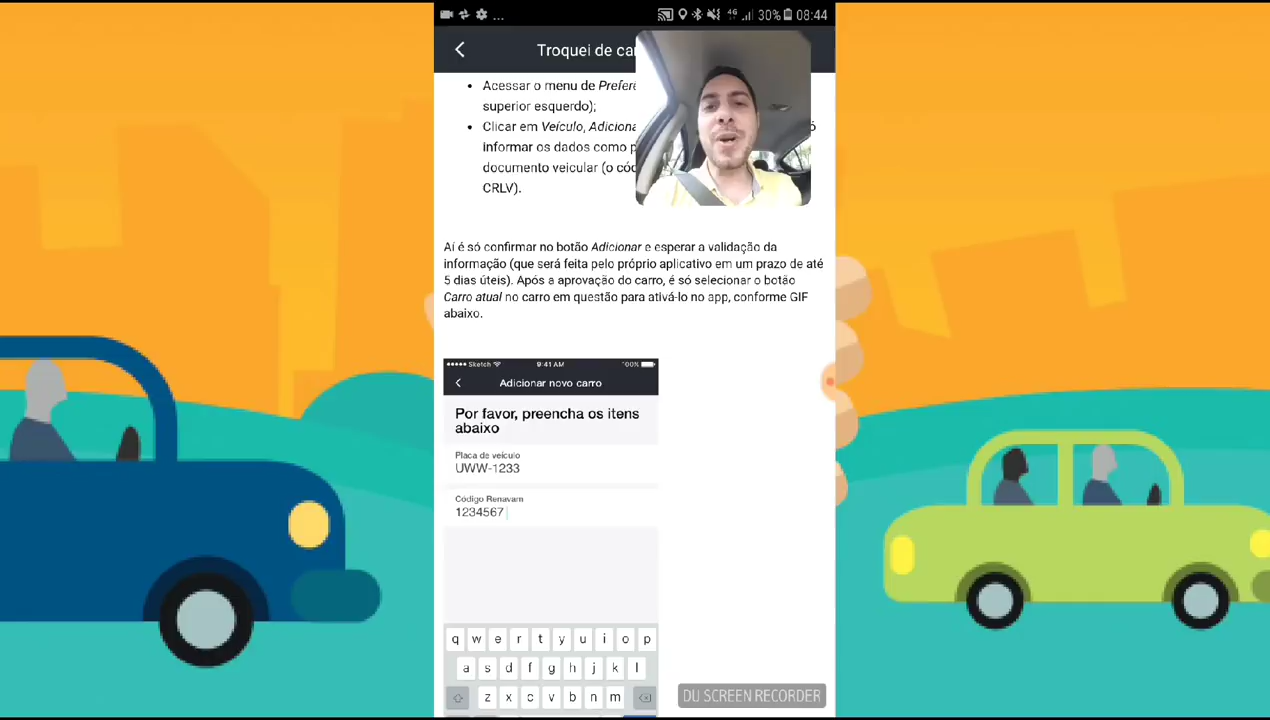 ...
30% 08:44
Troquei de
Acessar o menu de
superior esquerdo);
Clicar em Veículo,
informar os dados como
documento veicular (o
CRLV).
Aí é só confirmar no botão Adicionar e esperar a validação da
informação (que será feita pelo próprio aplicativo em um prazo de até
5 dias úteis). Após a aprovação do carro, é só selecionar o botão
Carro atual no carro em questão para ativá-lo no app, conforme GIF
abaixo.
Sketch 9:41 AM 100%
Adicionar novo carro
Por favor, preencha os itens
abaixo
Placa de veículo
UWW-1233
Código Renavam
1234567
q w e r t y u i o p
a s d f g h j k l
z x c v b n m
DU SCREEN RECORDER